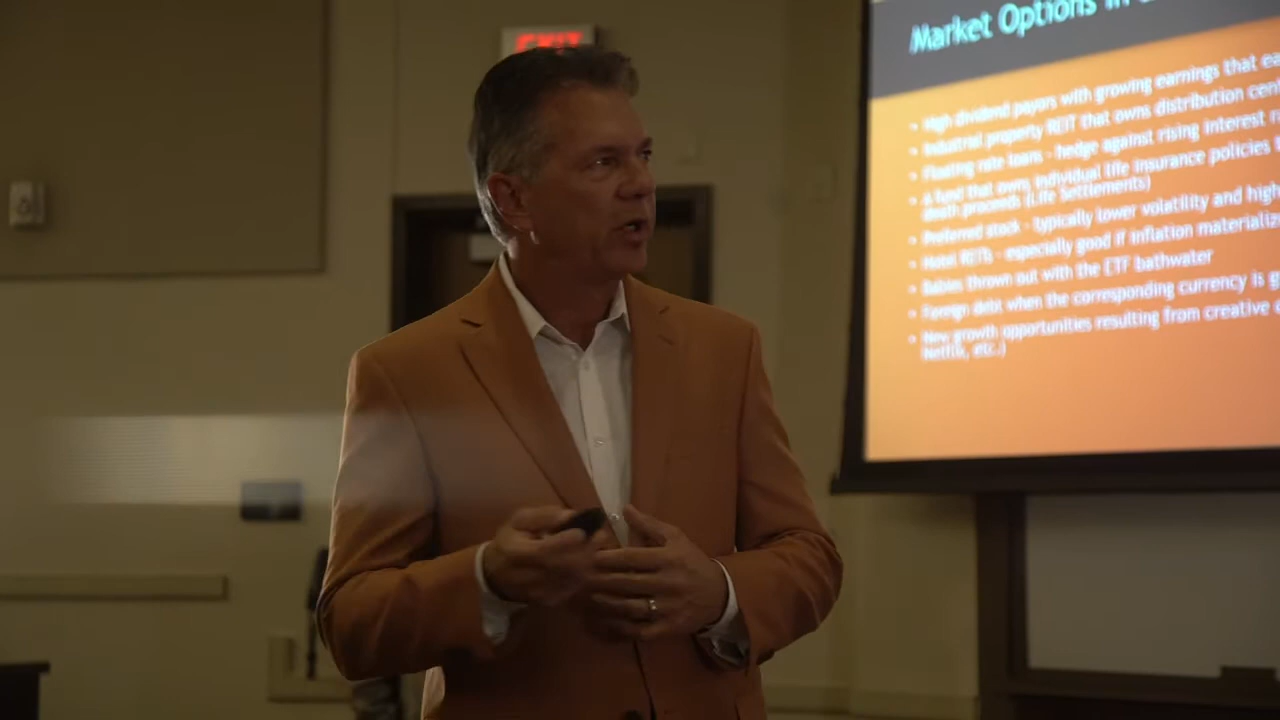 EXIT
Market Options in
• High dividend payors with growing earnings that
• Industrial property REIT that owns distribution
• Floating rate loans - hedge against rising interest
• A fund that owns individual life insurance policies
death proceeds (Life Settlements)
• Preferred stock - typically lower volatility and
• Hotel REITs - especially good if inflation
• Babies thrown out with the ETF bathwater
• Foreign debt when the corresponding currency is
• New growth opportunities resulting from creative
Netflix, etc.)